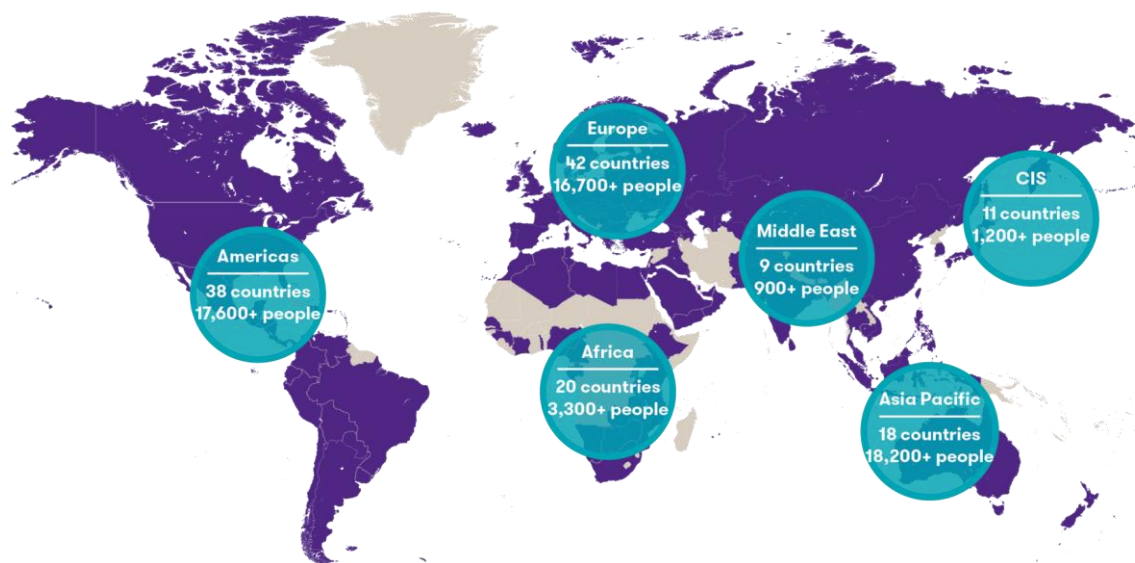 Europe
42 countries
16,700+ people
CIS
11 countries
1,200+ people
Middle East
9 countries
900+ people
Americas
38 countries
17,600+ people
Africa
20 countries
3,300+ people
Asia Pacific
18 countries
18,200+ people